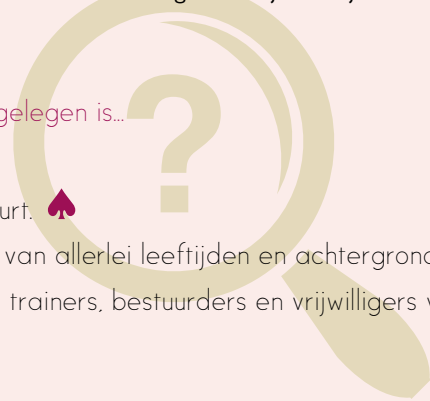 gelegen is...
?
urt. ♠
van allerlei leeftijden en achtergrond
trainers, bestuurders en vrijwilligers